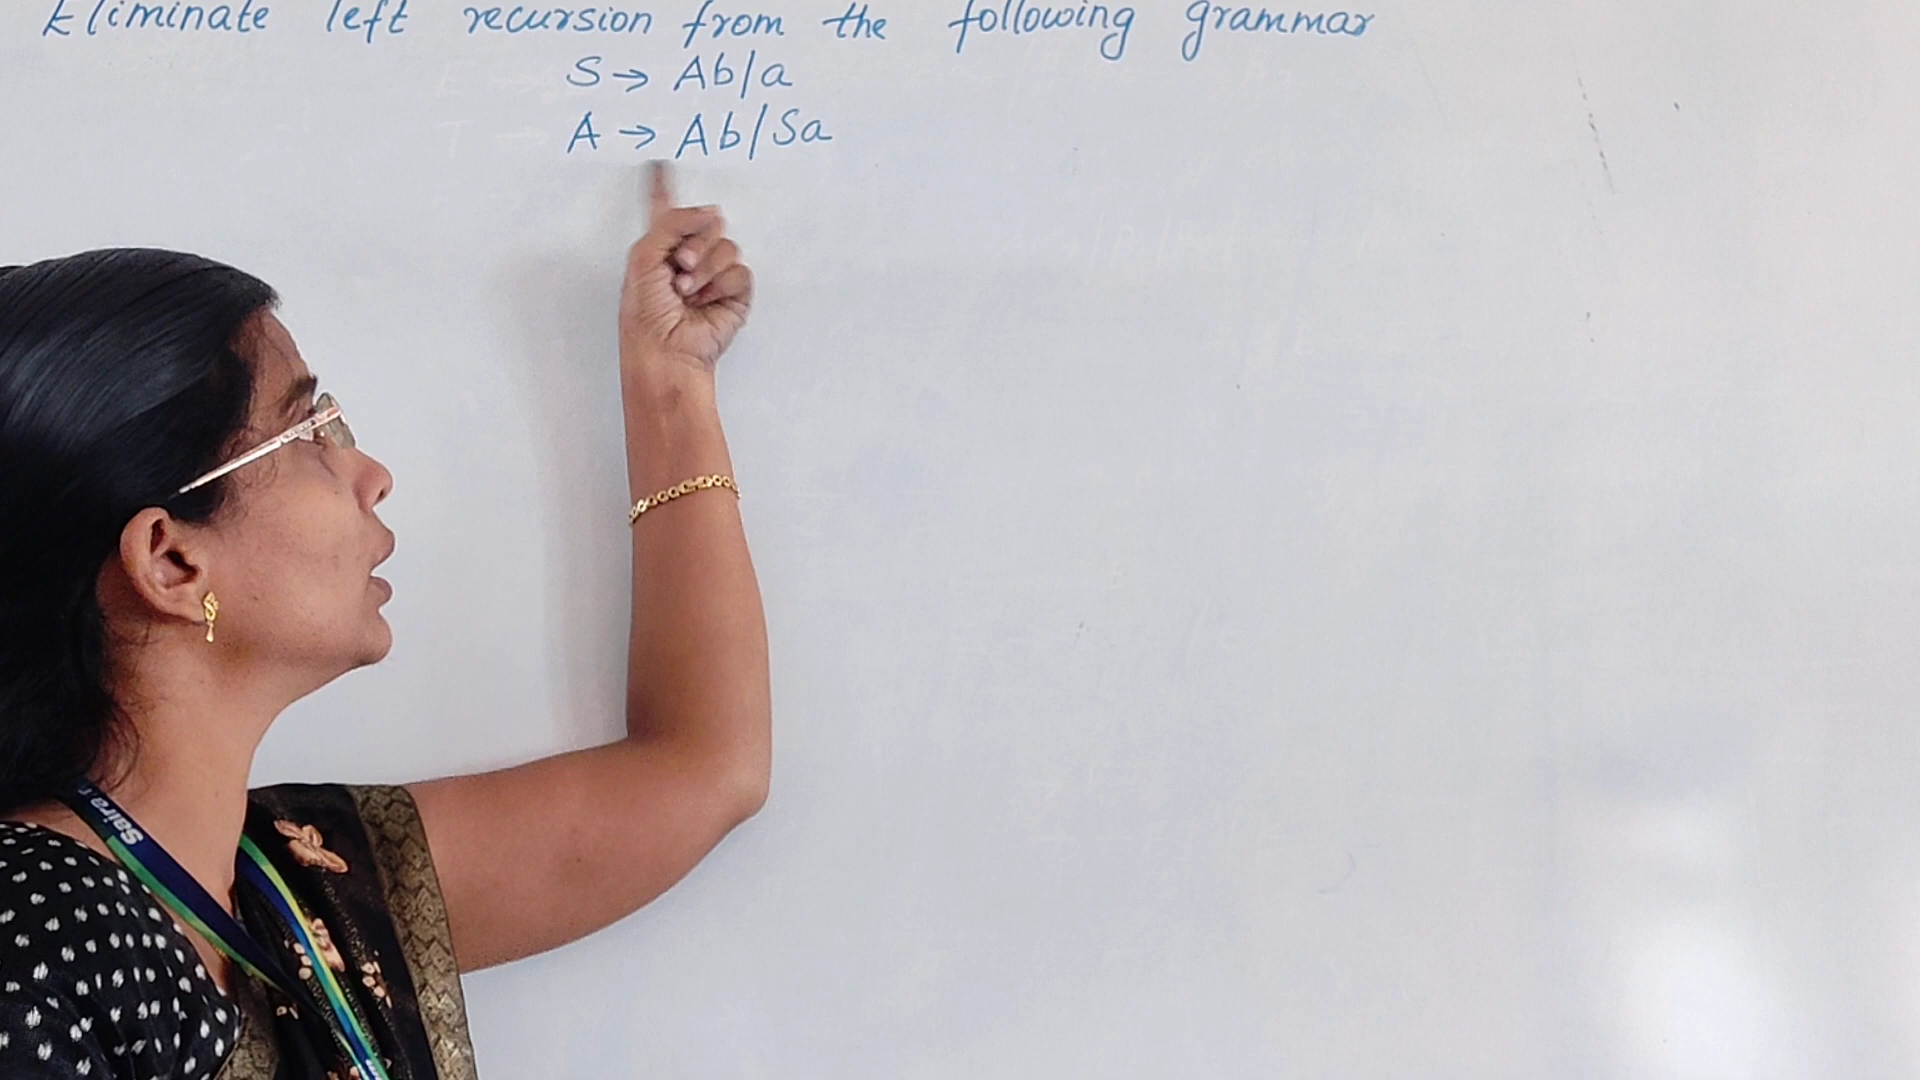 Eliminate left recursion from the following grammar
S → Ab/a
A → Ab/Sa